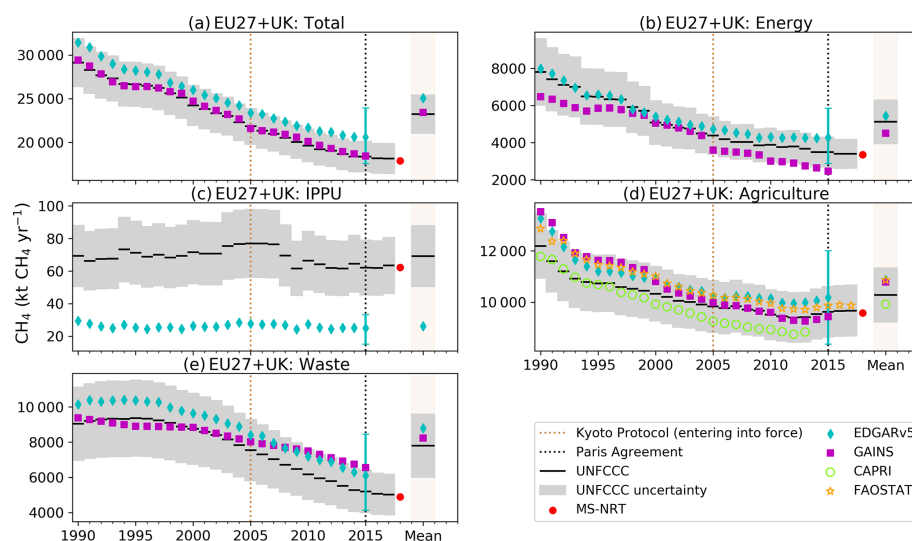 (a) EU27+UK: Total
30 000
25 000
20 000
(b) EU27+UK: Energy
8000
6000
4000
2000
(c) EU27+UK: IPPU
CH4 (kt CH4 yr−1)
100
80
60
40
20
(d) EU27+UK: Agriculture
12 000
10 000
1990 1995 2000 2005 2010 2015 Mean
(e) EU27+UK: Waste
10 000
8000
6000
4000
1990 1995 2000 2005 2010 2015 Mean
Kyoto Protocol (entering into force)
Paris Agreement
UNFCCC
UNFCCC uncertainty
MS-NRT
EDGARv5
GAINS
CAPRI
FAOSTAT